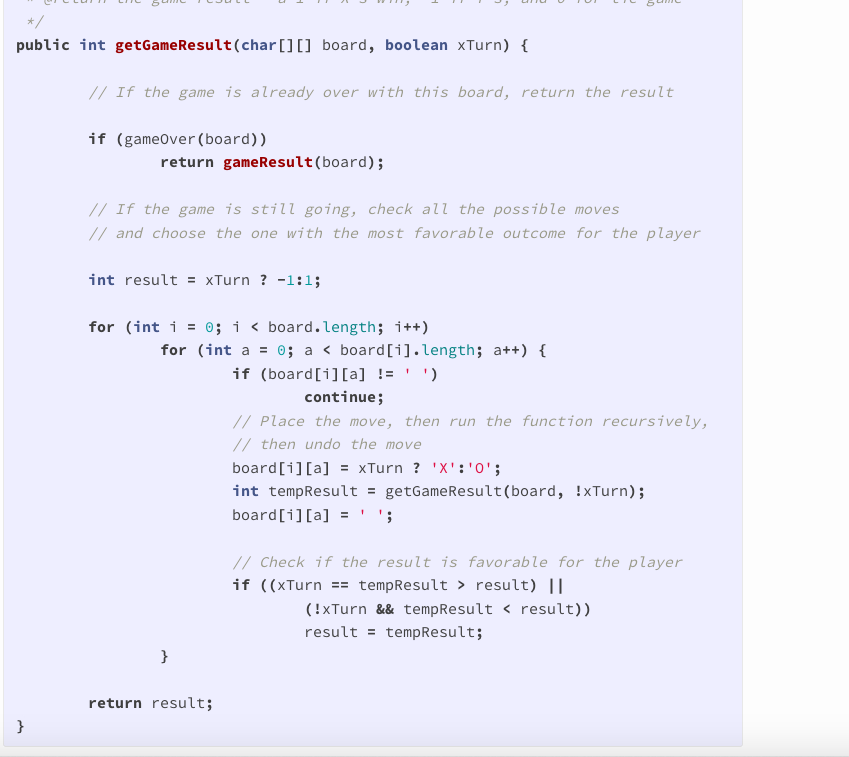 */
public int getGameResult(char[][] board, boolean xTurn) {
// If the game is already over with this board, return the result
if (gameOver(board))
return gameResult(board);
// If the game is still going, check all the possible moves
// and choose the one with the most favorable outcome for the player
int result = xTurn ? -1:1;
for (int i = 0; i < board.length; i++)
for (int a = 0; a < board[i].length; a++) {
if (board[i][a] != ' ')
continue;
// Place the move, then run the function recursively,
// then undo the move
board[i][a] = xTurn ? 'X':'O';
int tempResult = getGameResult(board, !xTurn);
board[i][a] = ' ';
// Check if the result is favorable for the player
if ((xTurn == tempResult > result) ||
(!xTurn && tempResult < result))
result = tempResult;
}
return result;
}